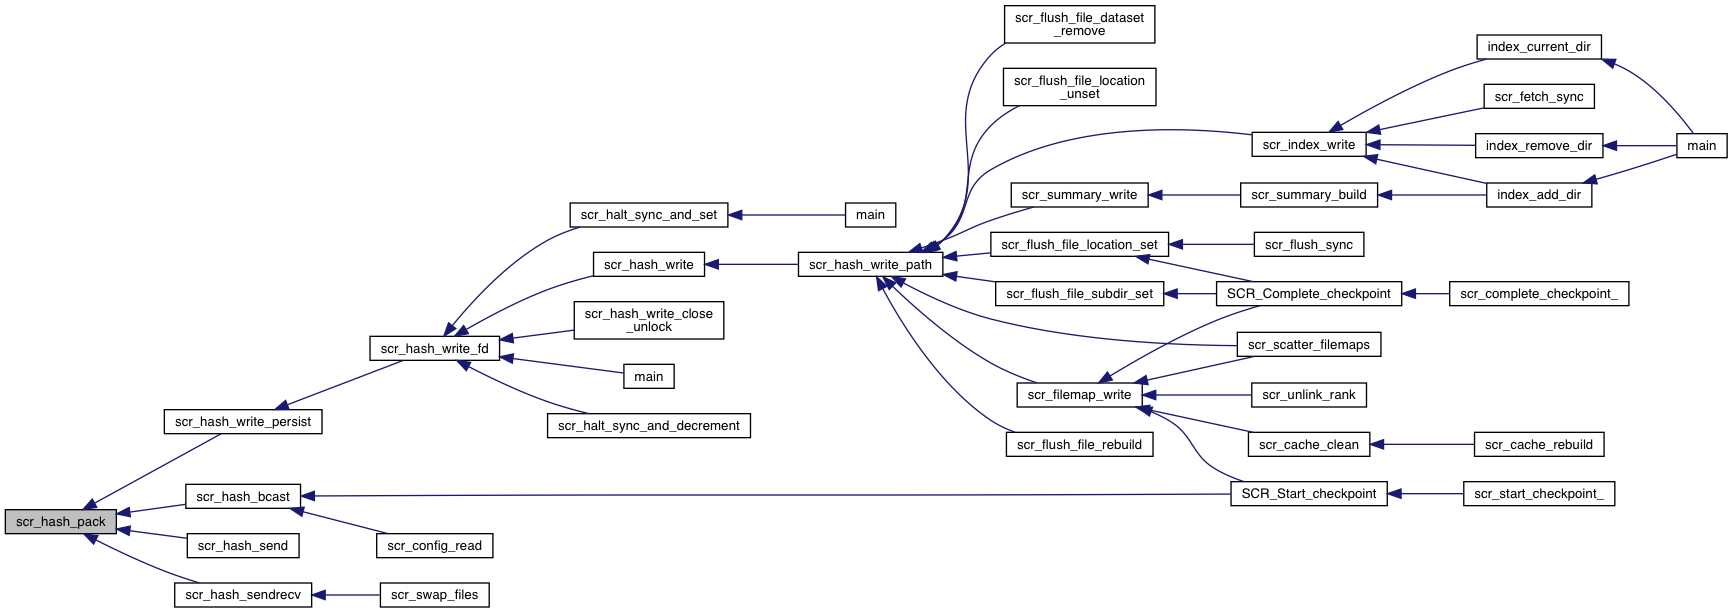 scr_flush_file_dataset
_remove
index_current_dir
scr_flush_file_location
_unset
scr_fetch_sync
scr_index_write
index_remove_dir
main
scr_summary_write
scr_summary_build
index_add_dir
scr_halt_sync_and_set
main
scr_flush_file_location_set
scr_flush_sync
scr_hash_write
scr_hash_write_path
scr_flush_file_subdir_set
SCR_Complete_checkpoint
scr_complete_checkpoint_
scr_hash_write_close
_unlock
scr_hash_write_fd
scr_scatter_filemaps
main
scr_filemap_write
scr_unlink_rank
scr_hash_write_persist
scr_halt_sync_and_decrement
scr_flush_file_rebuild
scr_cache_clean
scr_cache_rebuild
scr_hash_bcast
SCR_Start_checkpoint
scr_start_checkpoint_
scr_hash_pack
scr_hash_send
scr_config_read
scr_hash_sendrecv
scr_swap_files